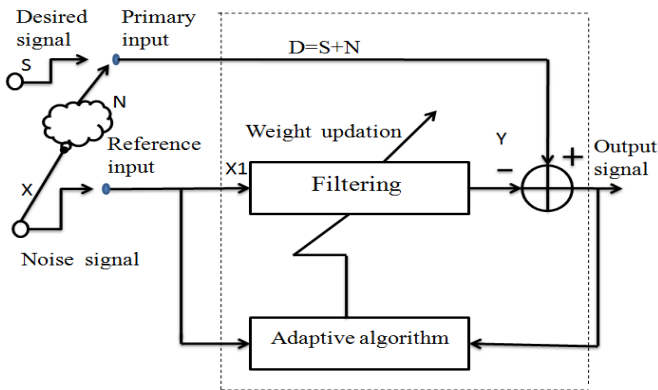 Desired
signal
Primary
input
S
D=S+N
N
Weight updation
Reference
input
X
X1
Filtering
Y
−
+
Output
signal
Noise signal
Adaptive algorithm